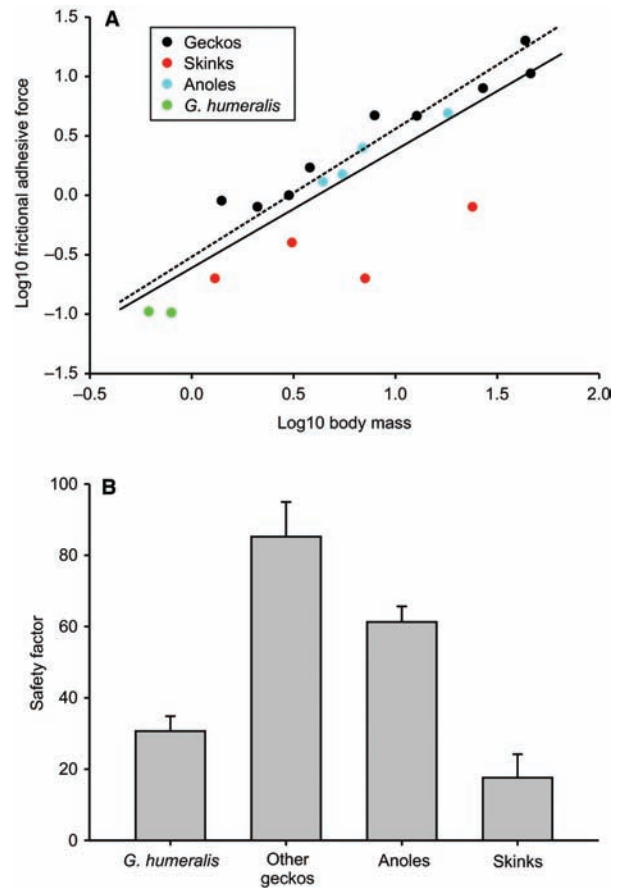 A
Geckos
Skinks
Anoles
G. humeralis
Log10 frictional adhesive force
1.5
1.0
0.5
0.0
−0.5
−1.0
−1.5
−0.5 0.0 0.5 1.0 1.5 2.0
Log10 body mass
B
Safety factor
100
80
60
40
20
0
G. humeralis Other geckos Anoles Skinks